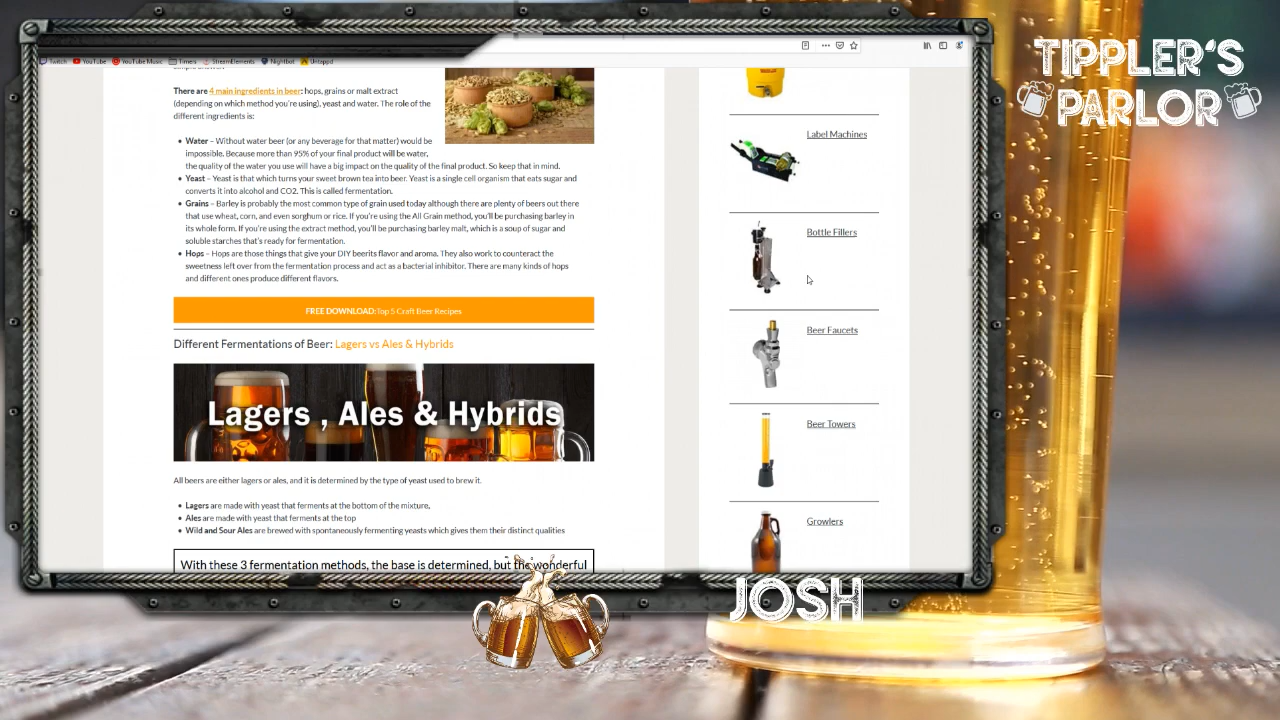 TIPPLER'S
PARLOR
Twitch YouTube YouTube Music Timers StreamElements Nightbot Untappd
There are 4 main ingredients in beer: hops, grains or malt extract
(depending on which method you're using), yeast and water. The role of the
different ingredients is:
Water – Without water beer (or any beverage for that matter) would be
impossible. Because more than 95% of your final product will be water,
the quality of the water you use will have a big impact on the quality of the final product. So keep that in mind.
Yeast – Yeast is that which turns your sweet brown tea into beer. Yeast is a single cell organism that eats sugar and
converts it into alcohol and CO2. This is called fermentation.
Grains – Barley is probably the most common type of grain used today although there are plenty of beers out there
that use wheat, corn, and even sorghum or rice. If you're using the All Grain method, you'll be purchasing barley in
its whole form. If you're using the extract method, you'll be purchasing barley malt, which is a soup of sugar and
soluble starches that's ready for fermentation.
Hops – Hops are those things that give your DIY beerits flavor and aroma. They also work to counteract the
sweetness left over from the fermentation process and act as a bacterial inhibitor. There are many kinds of hops
and different ones produce different flavors.
FREE DOWNLOAD: Top 5 Craft Beer Recipes
Different Fermentations of Beer: Lagers vs Ales & Hybrids
Lagers , Ales & Hybrids
All beers are either lagers or ales, and it is determined by the type of yeast used to brew it.
Lagers are made with yeast that ferments at the bottom of the mixture.
Ales are made with yeast that ferments at the top
Wild and Sour Ales are brewed with spontaneously fermenting yeasts which gives them their distinct qualities
With these 3 fermentation methods, the base is determined, but the wonderful
Label Machines
Bottle Fillers
Beer Faucets
Beer Towers
Growlers
JOSH